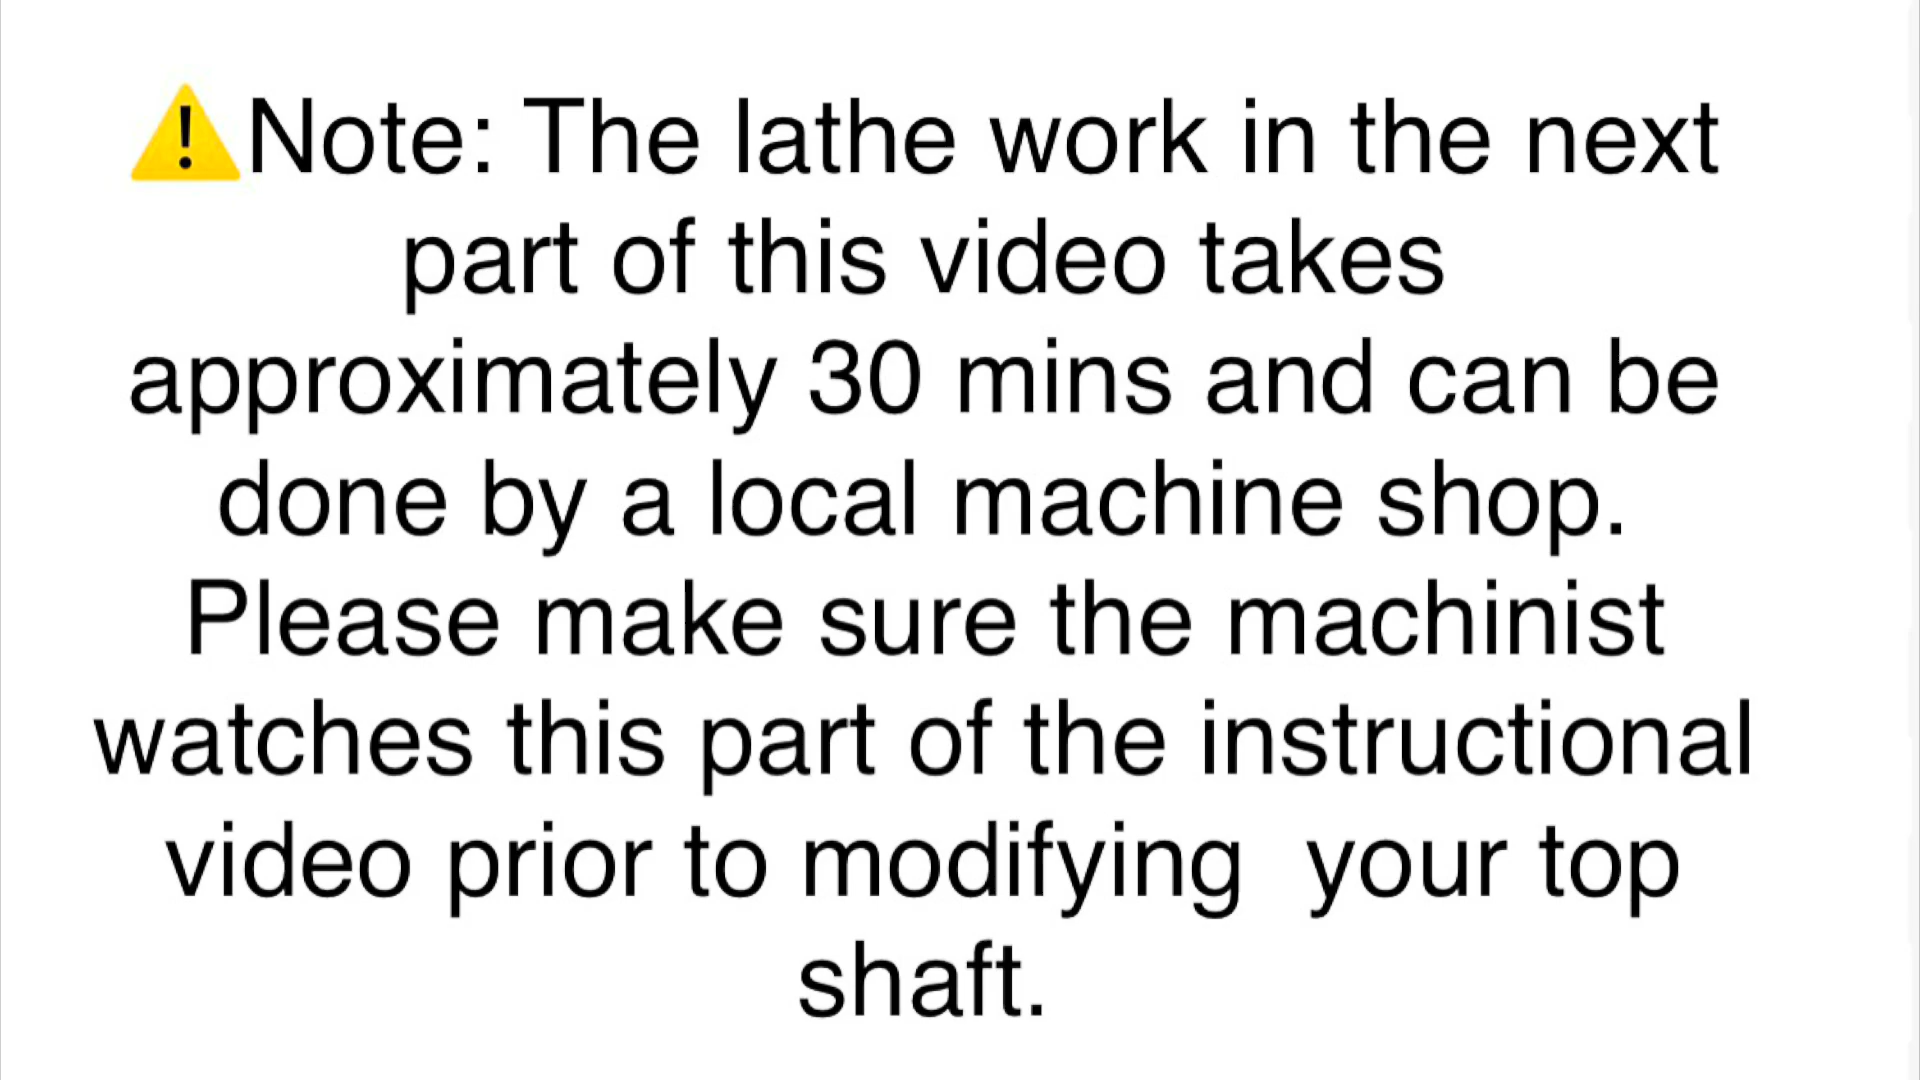 ⚠️Note: The lathe work in the next
part of this video takes
approximately 30 mins and can be
done by a local machine shop.
Please make sure the machinist
watches this part of the instructional
video prior to modifying  your top
shaft.